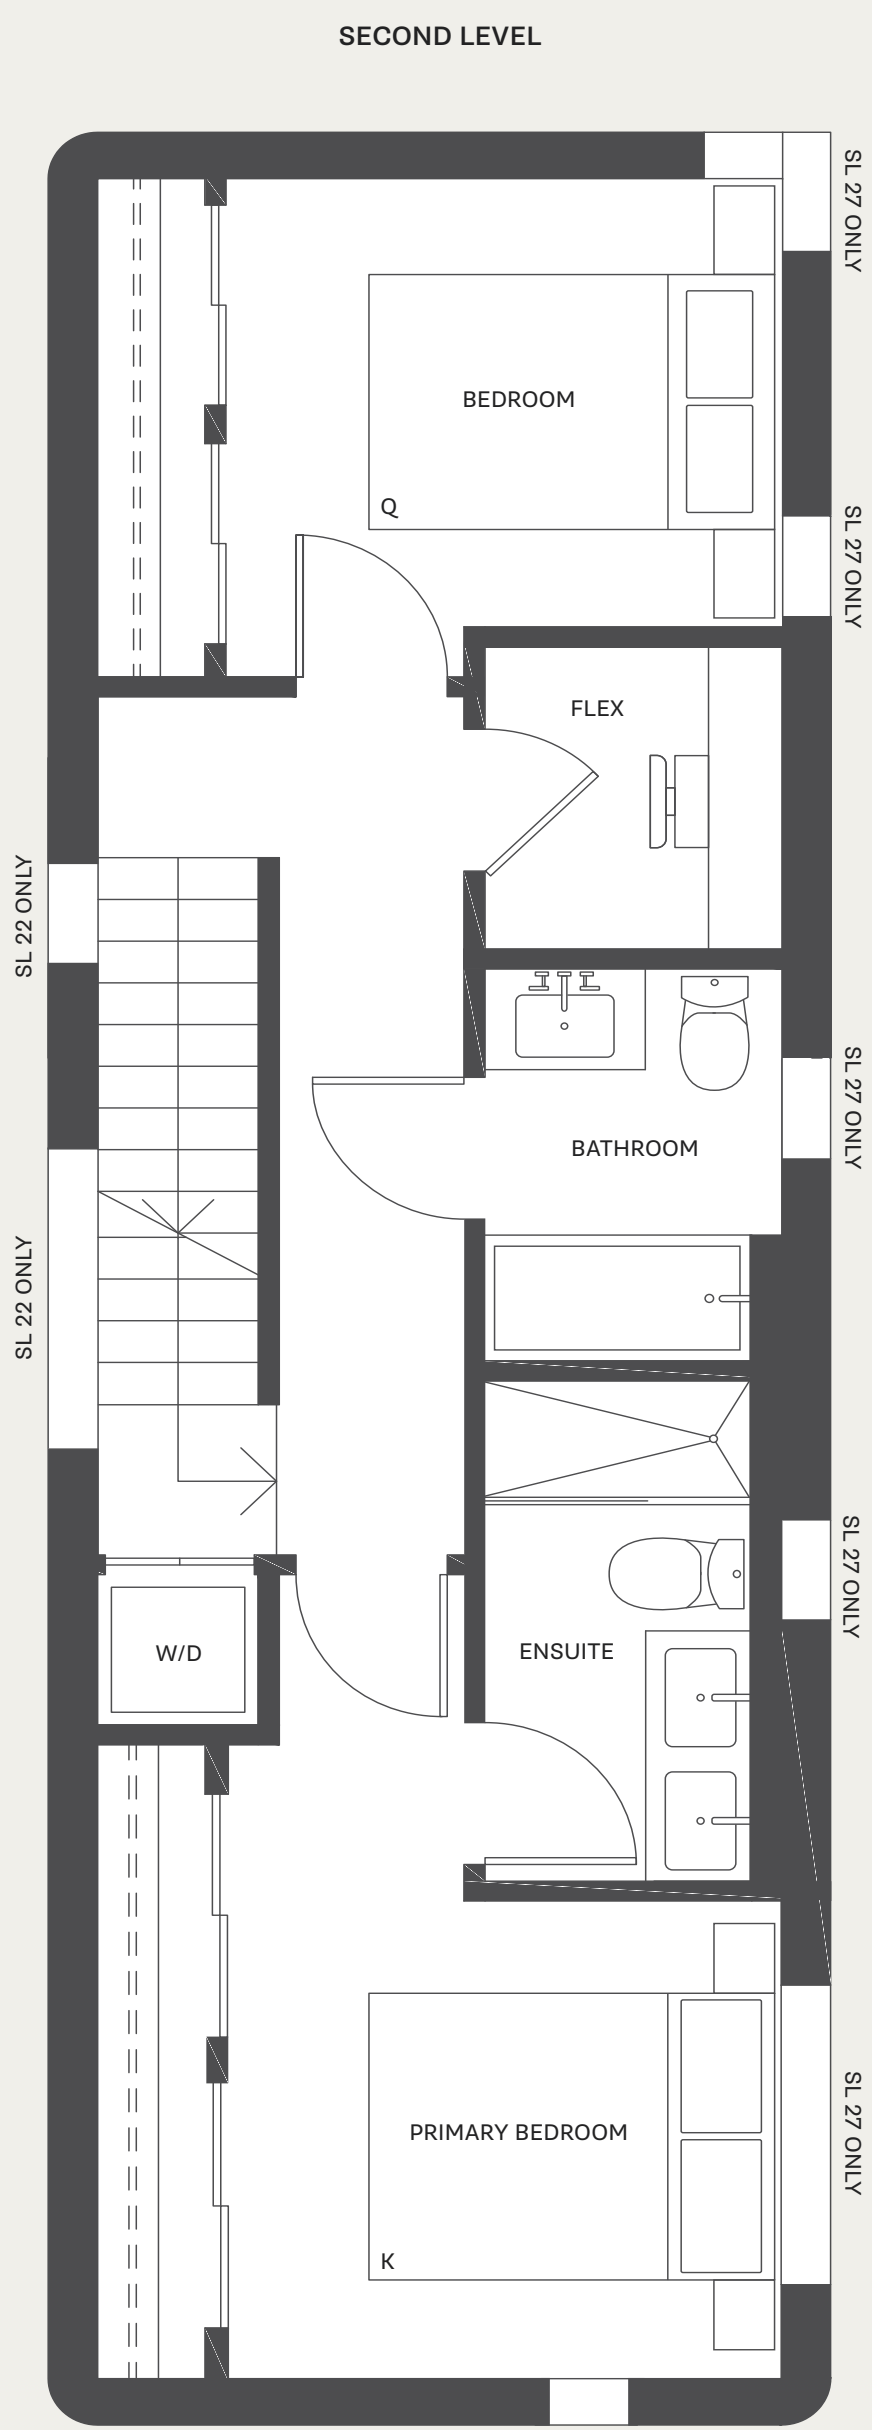 SECOND LEVEL
SL 27 ONLY
BEDROOM
Q
SL 27 ONLY
FLEX
SL 22 ONLY
SL 27 ONLY
BATHROOM
SL 22 ONLY
SL 27 ONLY
W/D
ENSUITE
SL 27 ONLY
PRIMARY BEDROOM
K